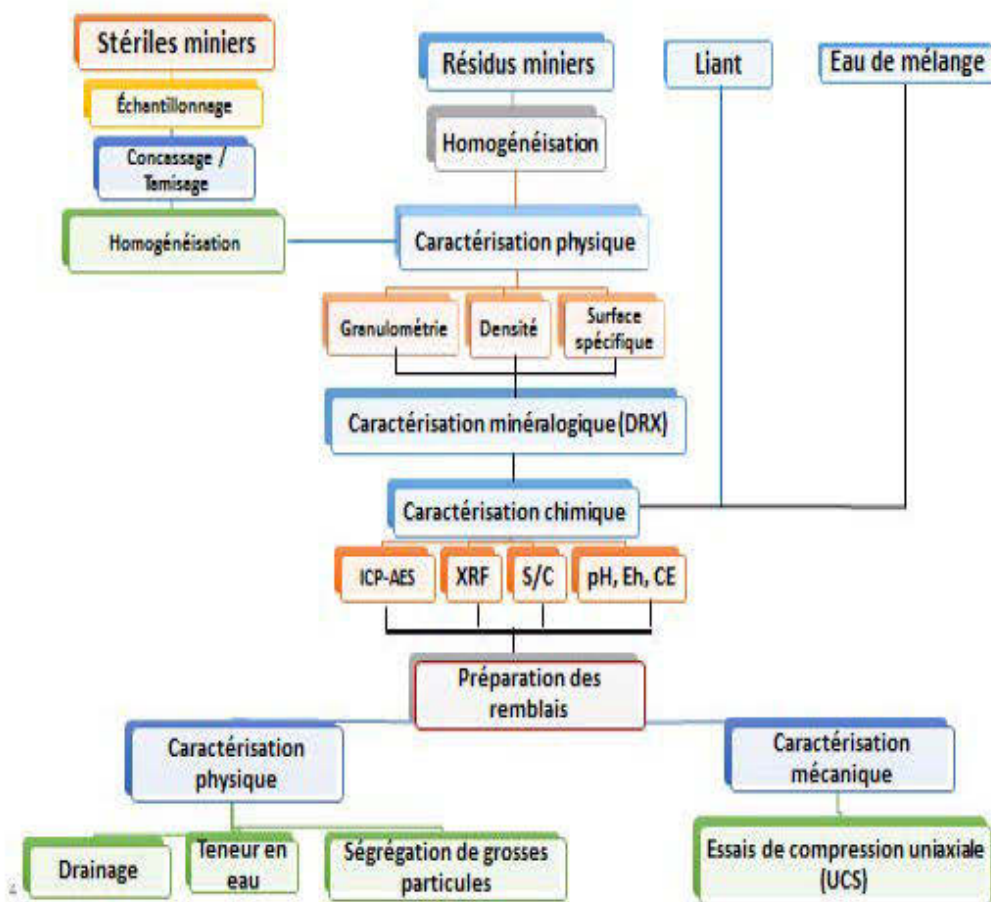 Stériles miniers
Résidus miniers
Liant
Eau de mélange
Échantillonnage
Homogénéisation
Concassage /
Tamisage
Homogénéisation
Caractérisation physique
Granulométrie
Densité
Surface
spécifique
Caractérisation minéralogique (DRX)
Caractérisation chimique
ICP-AES
XRF
S/C
pH, Eh, CE
Préparation des
remblais
Caractérisation
physique
Caractérisation
mécanique
Drainage
Teneur en
eau
Ségrégation de grosses
particules
Essais de compression uniaxiale
(UCS)